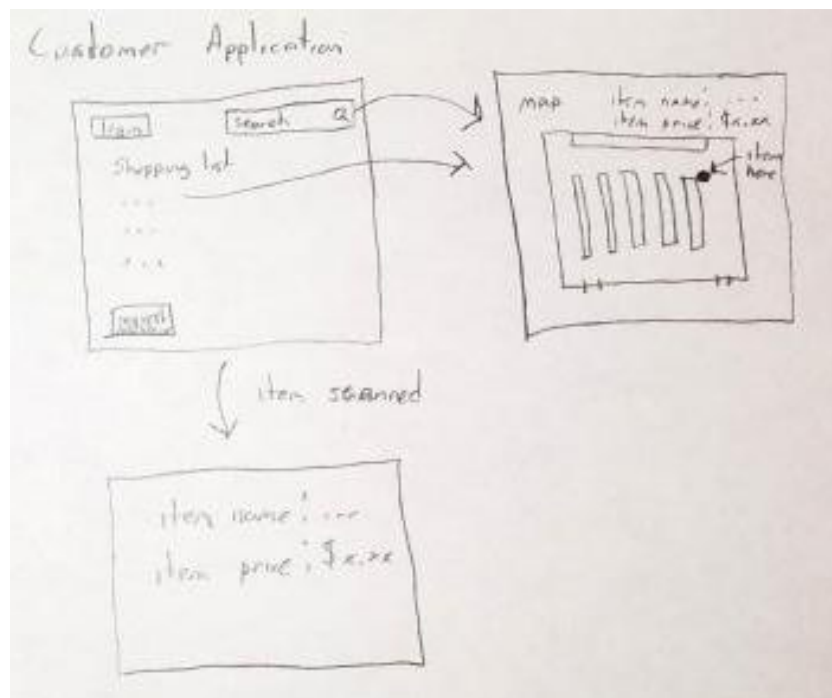 Customer Application
search
Shopping list
...
...
...
map
item name: ...
item price: $x.xx
item
here
item scanned
item name: ...
item price: $x.xx